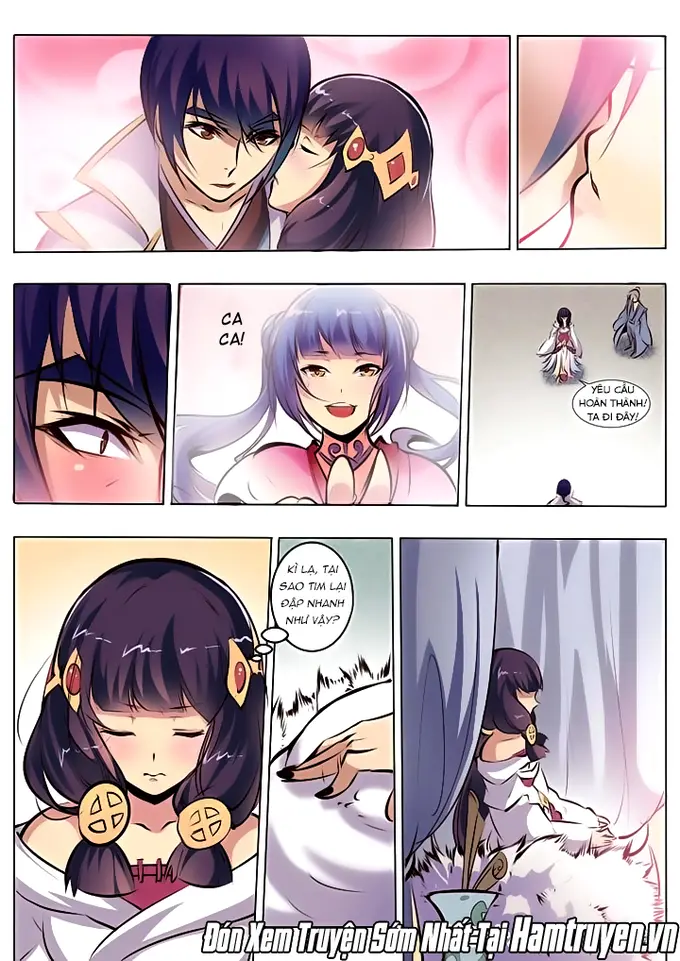 CA
CA!
YÊU CẦU
HOÀN THÀNH!
TA ĐI ĐÂY!
KÌ LẠ, TẠI
SAO TIM LẠI
ĐẬP NHANH
NHƯ VẬY?
Đón Xem Truyện Sớm Nhất Tại Hamtruyen.vn